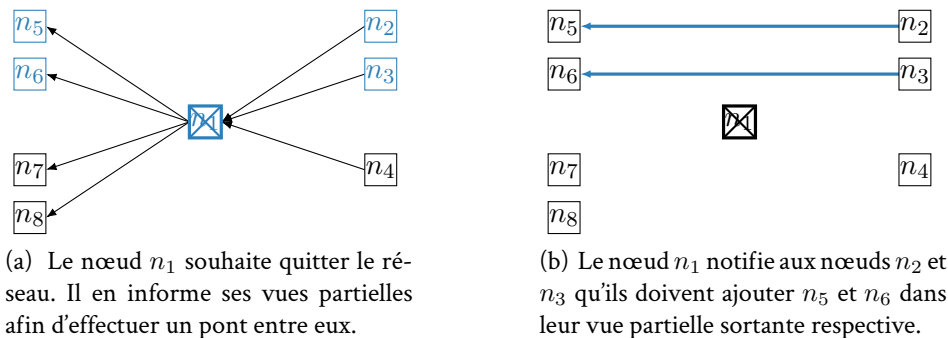 n5 n2 n5 n2
n6 n3 n6 n3
n1 n1
n7 n4 n7 n4
n8 n8
(a) Le nœud n1 souhaite quitter le ré-
seau. Il en informe ses vues partielles
afin d'effectuer un pont entre eux.
(b) Le nœud n1 notifie aux nœuds n2 et
n3 qu'ils doivent ajouter n5 et n6 dans
leur vue partielle sortante respective.